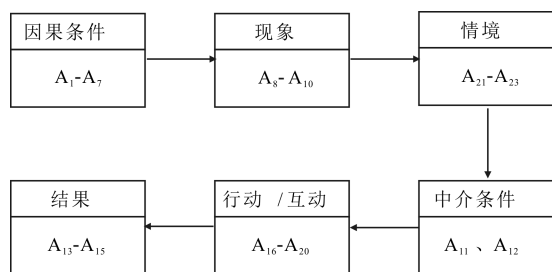 因果条件
A₁-A₇
现象
A₈-A₁₀
情境
A₂₁-A₂₃
结果
A₁₃-A₁₅
行动 /互动
A₁₆-A₂₀
中介条件
A₁₁ 、A₁₂